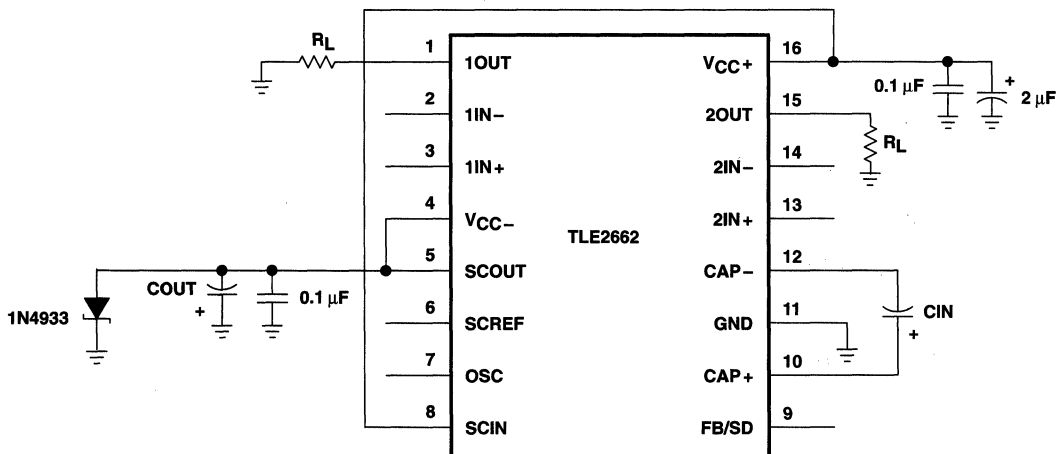 RL 1 1OUT VCC+ 16
0.1 µF + 2 µF
2 1IN− 2OUT 15
RL
3 1IN+ 2IN− 14
4 VCC− 2IN+ 13
TLE2662
5 SCOUT CAP− 12
COUT + 0.1 µF
1N4933
6 SCREF GND 11
+ CIN
7 OSC CAP+ 10
8 SCIN FB/SD 9